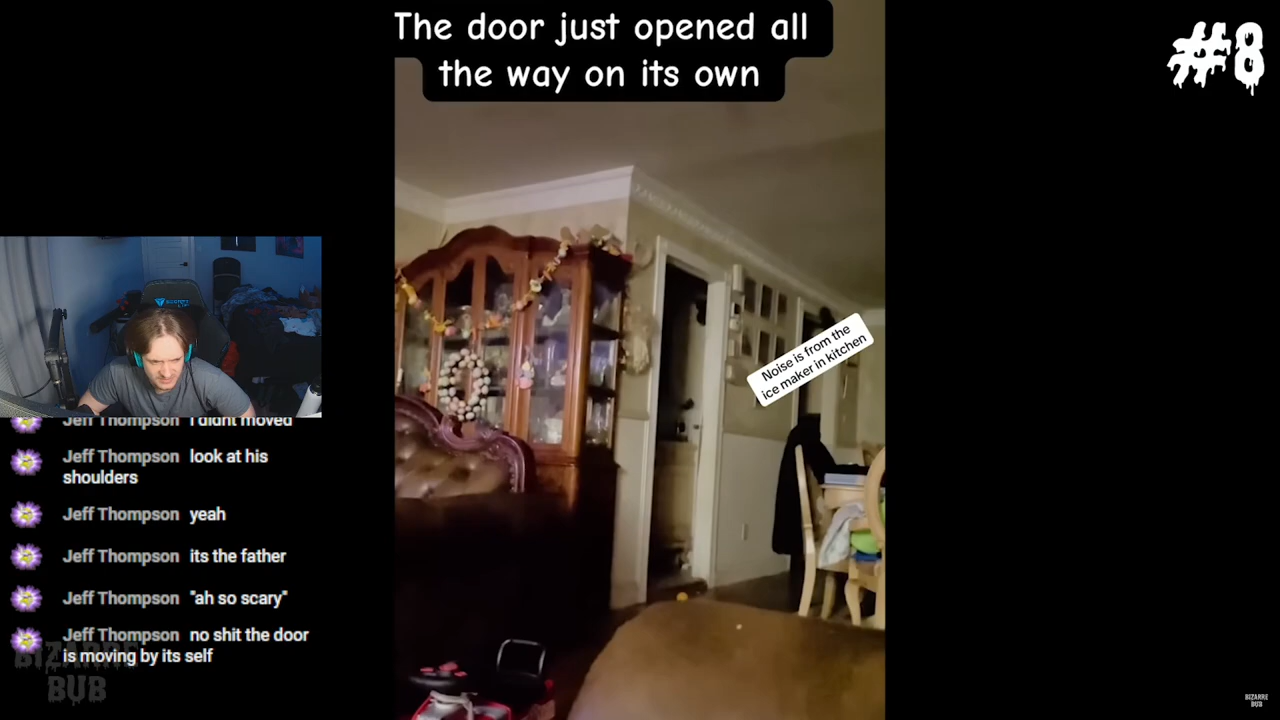 The door just opened all
the way on its own
#8
Noise is from the
ice maker in kitchen
Jeff Thompson i didnt moved
Jeff Thompson look at his
shoulders
Jeff Thompson yeah
Jeff Thompson its the father
Jeff Thompson "ah so scary"
Jeff Thompson no shit the door
is moving by its self
BIZARRE
BUB
BIZARRE
BUB